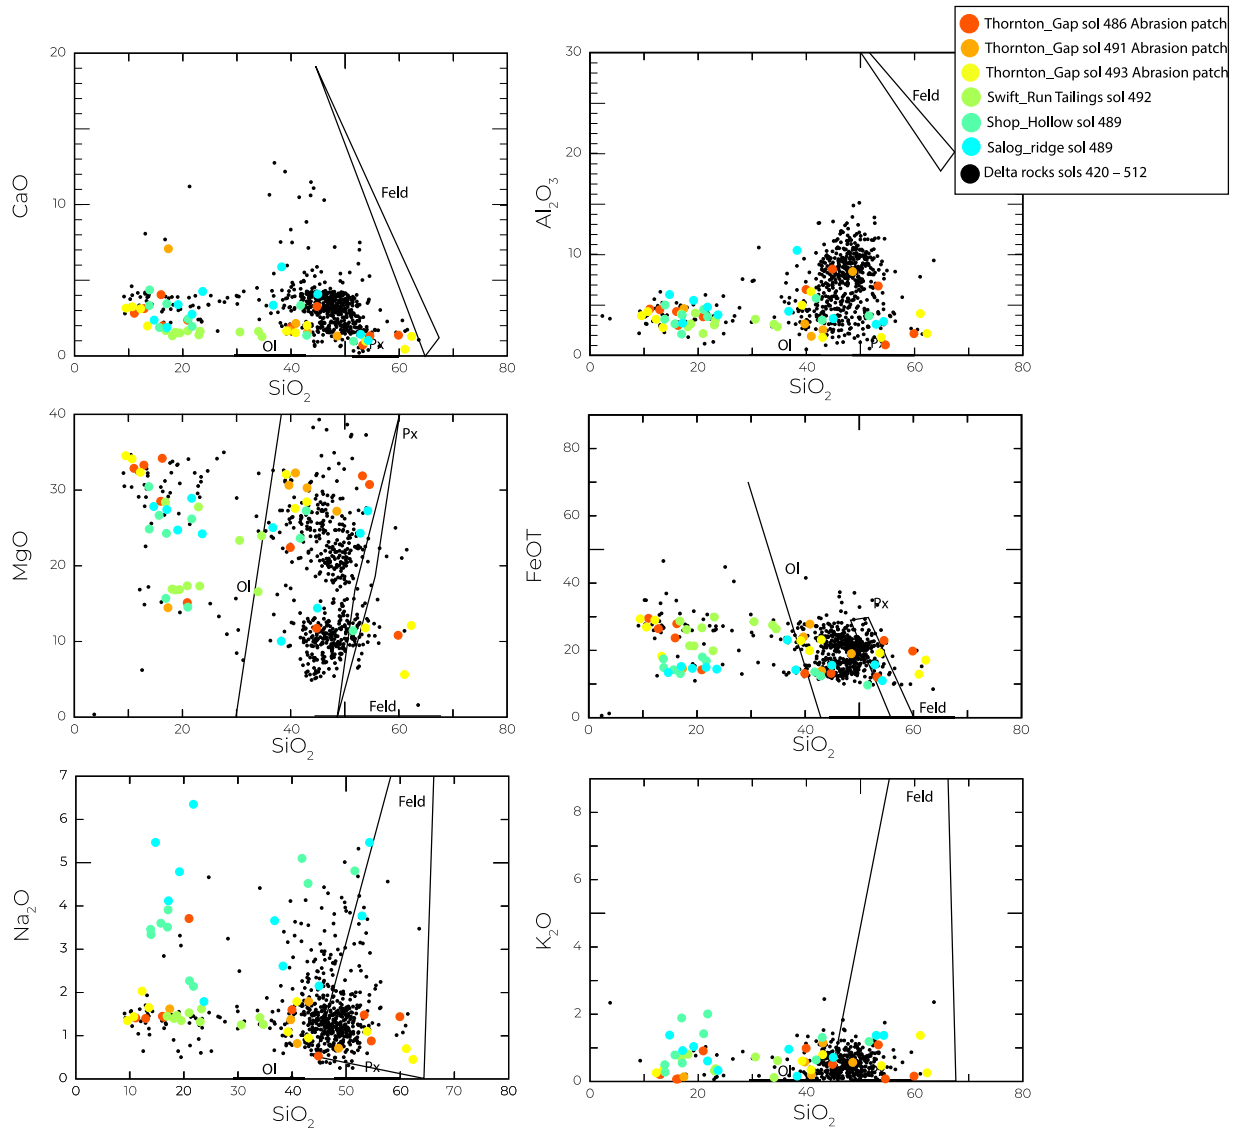 Thornton_Gap sol 486 Abrasion patch
Thornton_Gap sol 491 Abrasion patch
Thornton_Gap sol 493 Abrasion patch
Swift_Run Tailings sol 492
Shop_Hollow sol 489
Salog_ridge sol 489
Delta rocks sols 420 – 512
20
10
0
CaO
Feld
Ol
Px
0 20 40 60 80
SiO₂
30
20
10
0
Al₂O₃
Feld
Ol
Px
0 20 40 60 80
SiO₂
40
30
20
10
0
MgO
Px
Ol
Feld
0 20 40 60 80
SiO₂
80
60
40
20
0
FeOT
Ol
Px
Feld
0 20 40 60 80
SiO₂
7
6
5
4
3
2
1
0
Na₂O
Feld
Ol
Px
0 10 20 30 40 50 60 70 80
SiO₂
8
6
4
2
0
K₂O
Feld
Ol
0 20 40 60 80
SiO₂